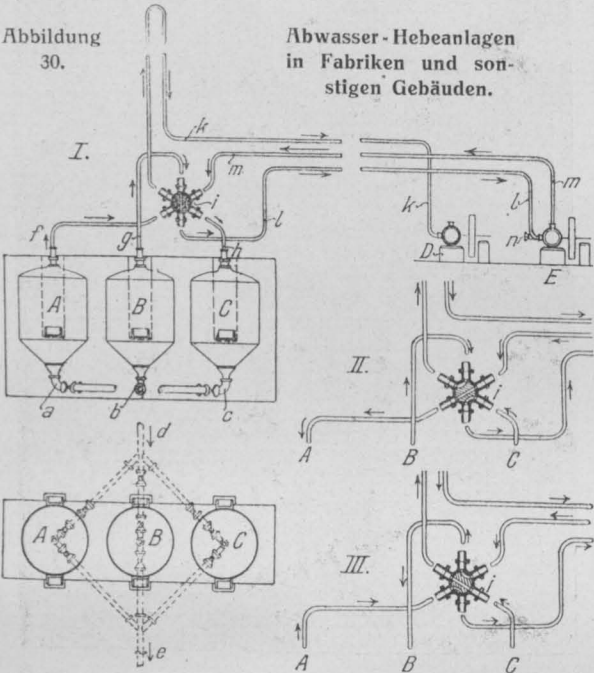 Abbildung
30.
Abwasser-Hebeanlagen
in Fabriken und son-
stigen Gebäuden.
I.
k
m
i
f
g
h
l
k
l
m
n
D
E
A
B
C
a
b
c
II.
i
A
B
C
d
A
B
C
e
III.
i
A
B
C